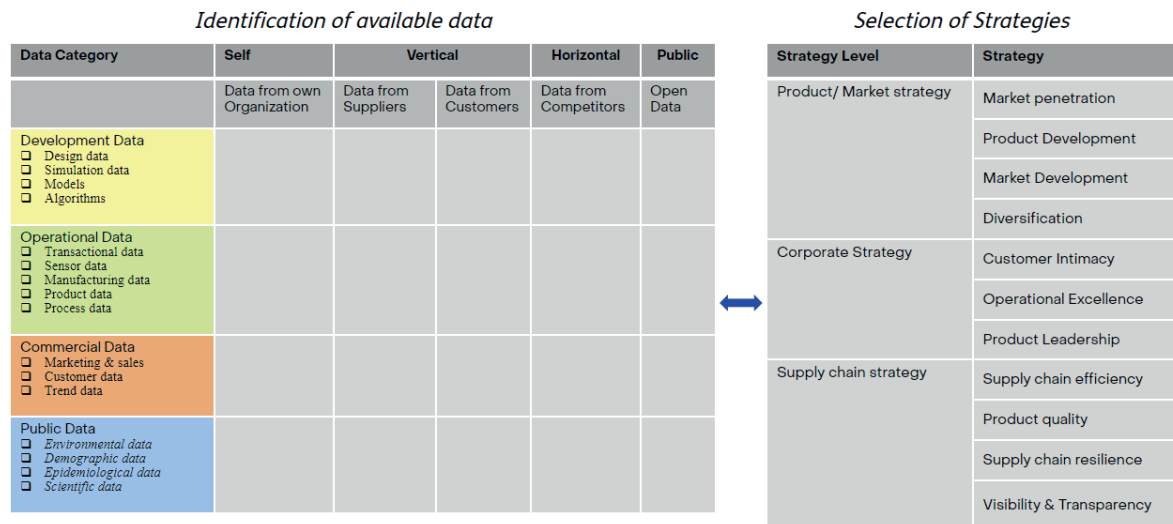 Identification of available data
Data Category
Self
Vertical
Horizontal
Public
Data from own
Organization
Data from
Suppliers
Data from
Customers
Data from
Competitors
Open
Data
Development Data
Design data
Simulation data
Models
Algorithms
Operational Data
Transactional data
Sensor data
Manufacturing data
Product data
Process data
Commercial Data
Marketing & sales
Customer data
Trend data
Public Data
Environmental data
Demographic data
Epidemiological data
Scientific data
Selection of Strategies
Strategy Level
Strategy
Product/ Market strategy
Market penetration
Product Development
Market Development
Diversification
Corporate Strategy
Customer Intimacy
Operational Excellence
Product Leadership
Supply chain strategy
Supply chain efficiency
Product quality
Supply chain resilience
Visibility & Transparency